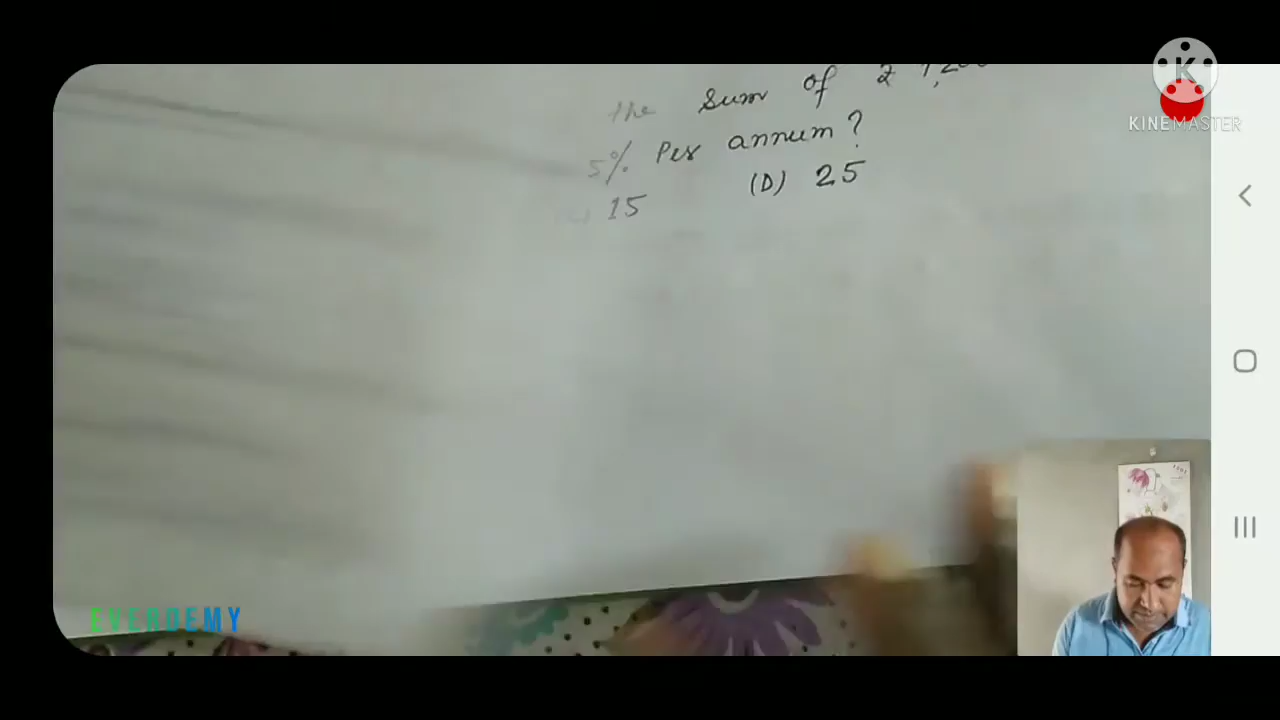 KINEMASTER
the Sum of
5% Per annum?
15 (D) 25
EVERDEMY